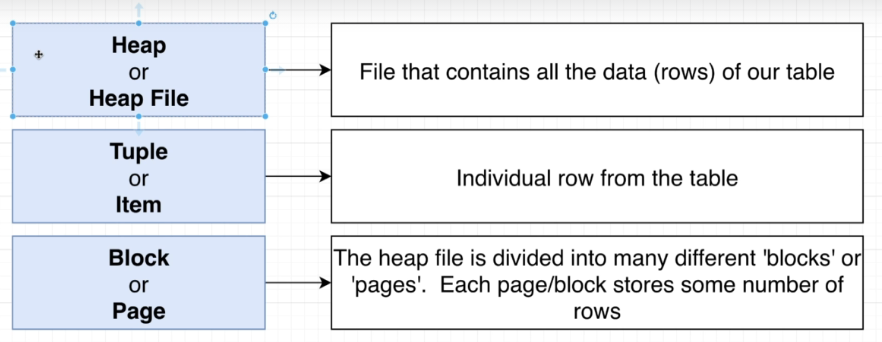 Heap
or
Heap File
File that contains all the data (rows) of our table
Tuple
or
Item
Individual row from the table
Block
or
Page
The heap file is divided into many different 'blocks' or
'pages'.  Each page/block stores some number of
rows